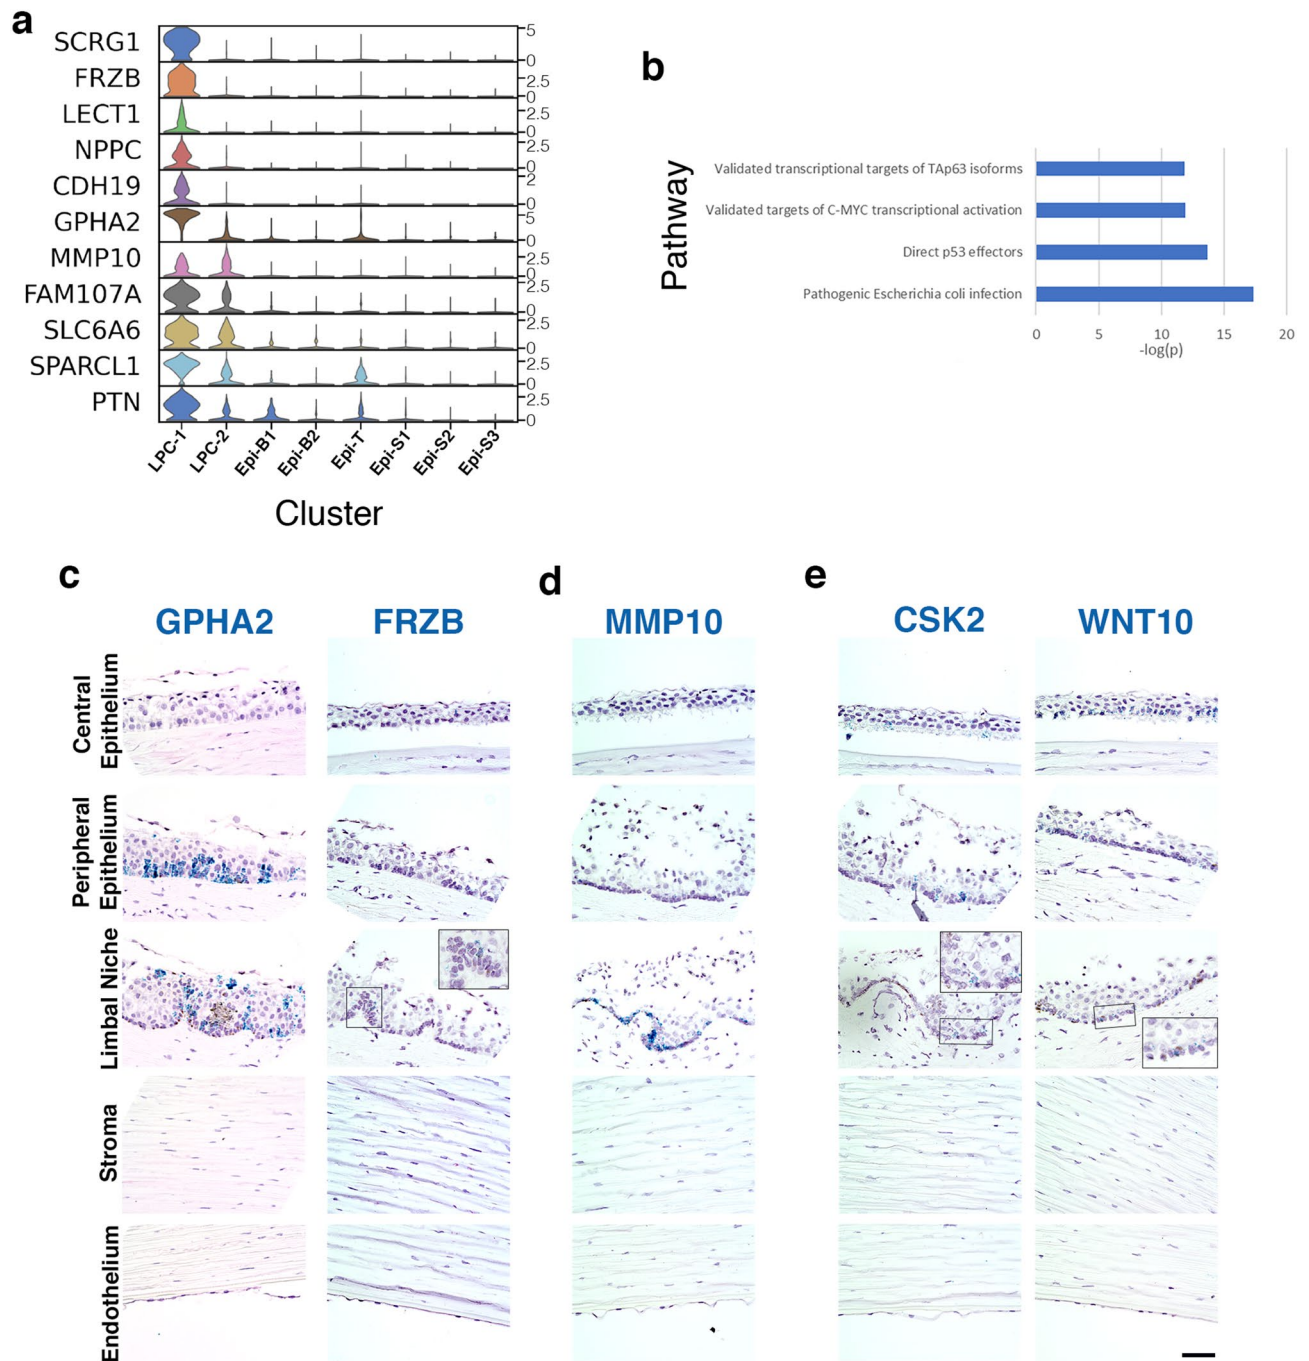 a
SCRG1
FRZB
LECT1
NPPC
CDH19
GPHA2
MMP10
FAM107A
SLC6A6
SPARCL1
PTN
5
0
2.5
0
2.5
0
2.5
0
2
0
5
0
2.5
0
2.5
0
2.5
0
2.5
0
2.5
0
LPC-1
LPC-2
Epi-B1
Epi-B2
Epi-T
Epi-S1
Epi-S2
Epi-S3
Cluster
b
Pathway
Validated transcriptional targets of TAp63 isoforms
Validated targets of C-MYC transcriptional activation
Direct p53 effectors
Pathogenic Escherichia coli infection
0 5 10 15 20
-log(p)
c
d
e
GPHA2
FRZB
MMP10
CSK2
WNT10
Central
Epithelium
Peripheral
Epithelium
Limbal Niche
Stroma
Endothelium